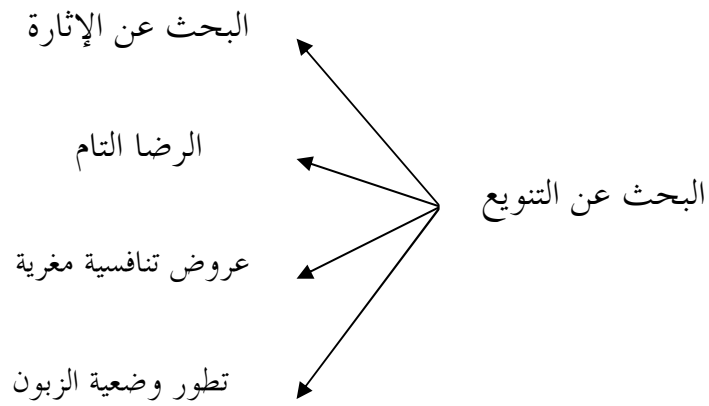 البحث عن الإثارة
الرضا التام
البحث عن التنويع
عروض تنافسية مغرية
تطور وضعية الزبون